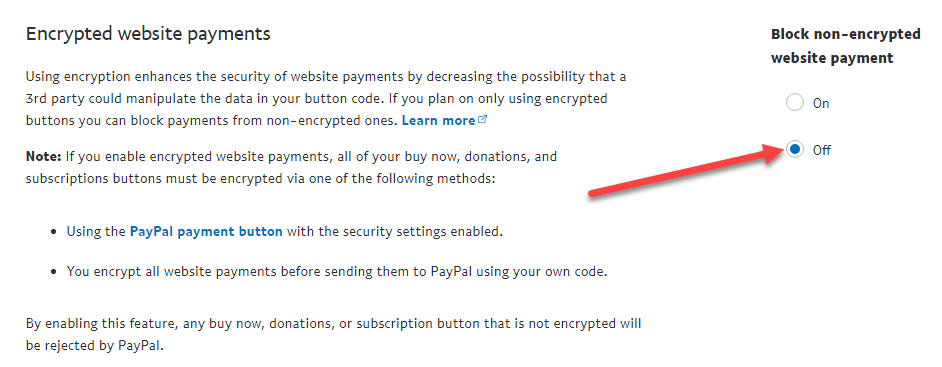 Encrypted website payments
Using encryption enhances the security of website payments by decreasing the possibility that a
3rd party could manipulate the data in your button code. If you plan on only using encrypted
buttons you can block payments from non-encrypted ones. Learn more
Note: If you enable encrypted website payments, all of your buy now, donations, and
subscriptions buttons must be encrypted via one of the following methods:
• Using the PayPal payment button with the security settings enabled.
• You encrypt all website payments before sending them to PayPal using your own code.
By enabling this feature, any buy now, donations, or subscription button that is not encrypted will
be rejected by PayPal.
Block non-encrypted
website payment
On
Off